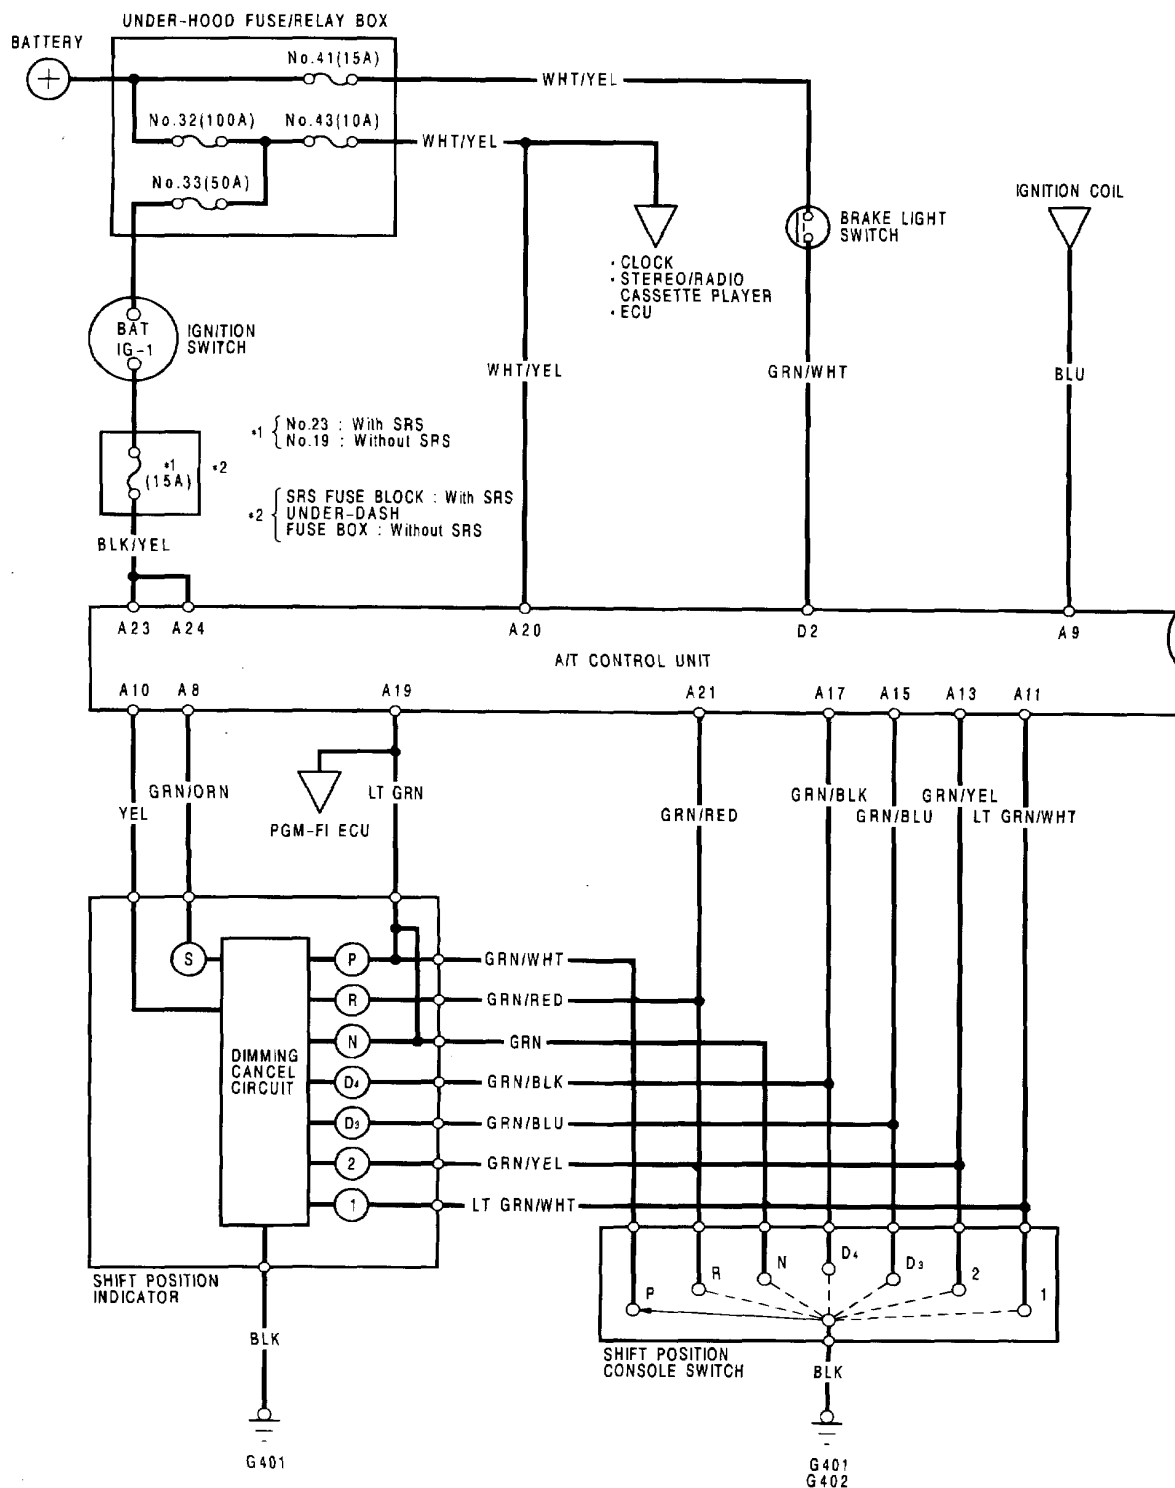 UNDER-HOOD FUSE/RELAY BOX
BATTERY
+
No.41(15A)
WHT/YEL
No.32(100A)
No.43(10A)
WHT/YEL
No.33(50A)
IGNITION COIL
BRAKE LIGHT
SWITCH
• CLOCK
• STEREO/RADIO
CASSETTE PLAYER
• ECU
BAT
IG-1
IGNITION
SWITCH
WHT/YEL
GRN/WHT
BLU
*1
No.23 : With SRS
No.19 : Without SRS
*1
(15A)
*2
*2
SRS FUSE BLOCK : With SRS
UNDER-DASH
FUSE BOX : Without SRS
BLK/YEL
A23
A24
A20
D2
A9
A/T CONTROL UNIT
A10
A8
A19
A21
A17
A15
A13
A11
YEL
GRN/ORN
PGM-FI ECU
LT GRN
GRN/RED
GRN/BLK
GRN/BLU
GRN/YEL
LT GRN/WHT
S
P
GRN/WHT
R
GRN/RED
N
GRN
DIMMING
CANCEL
CIRCUIT
D4
GRN/BLK
D3
GRN/BLU
2
GRN/YEL
1
LT GRN/WHT
P
R
N
D4
D3
2
1
SHIFT POSITION
INDICATOR
BLK
G401
SHIFT POSITION
CONSOLE SWITCH
BLK
G401
G402